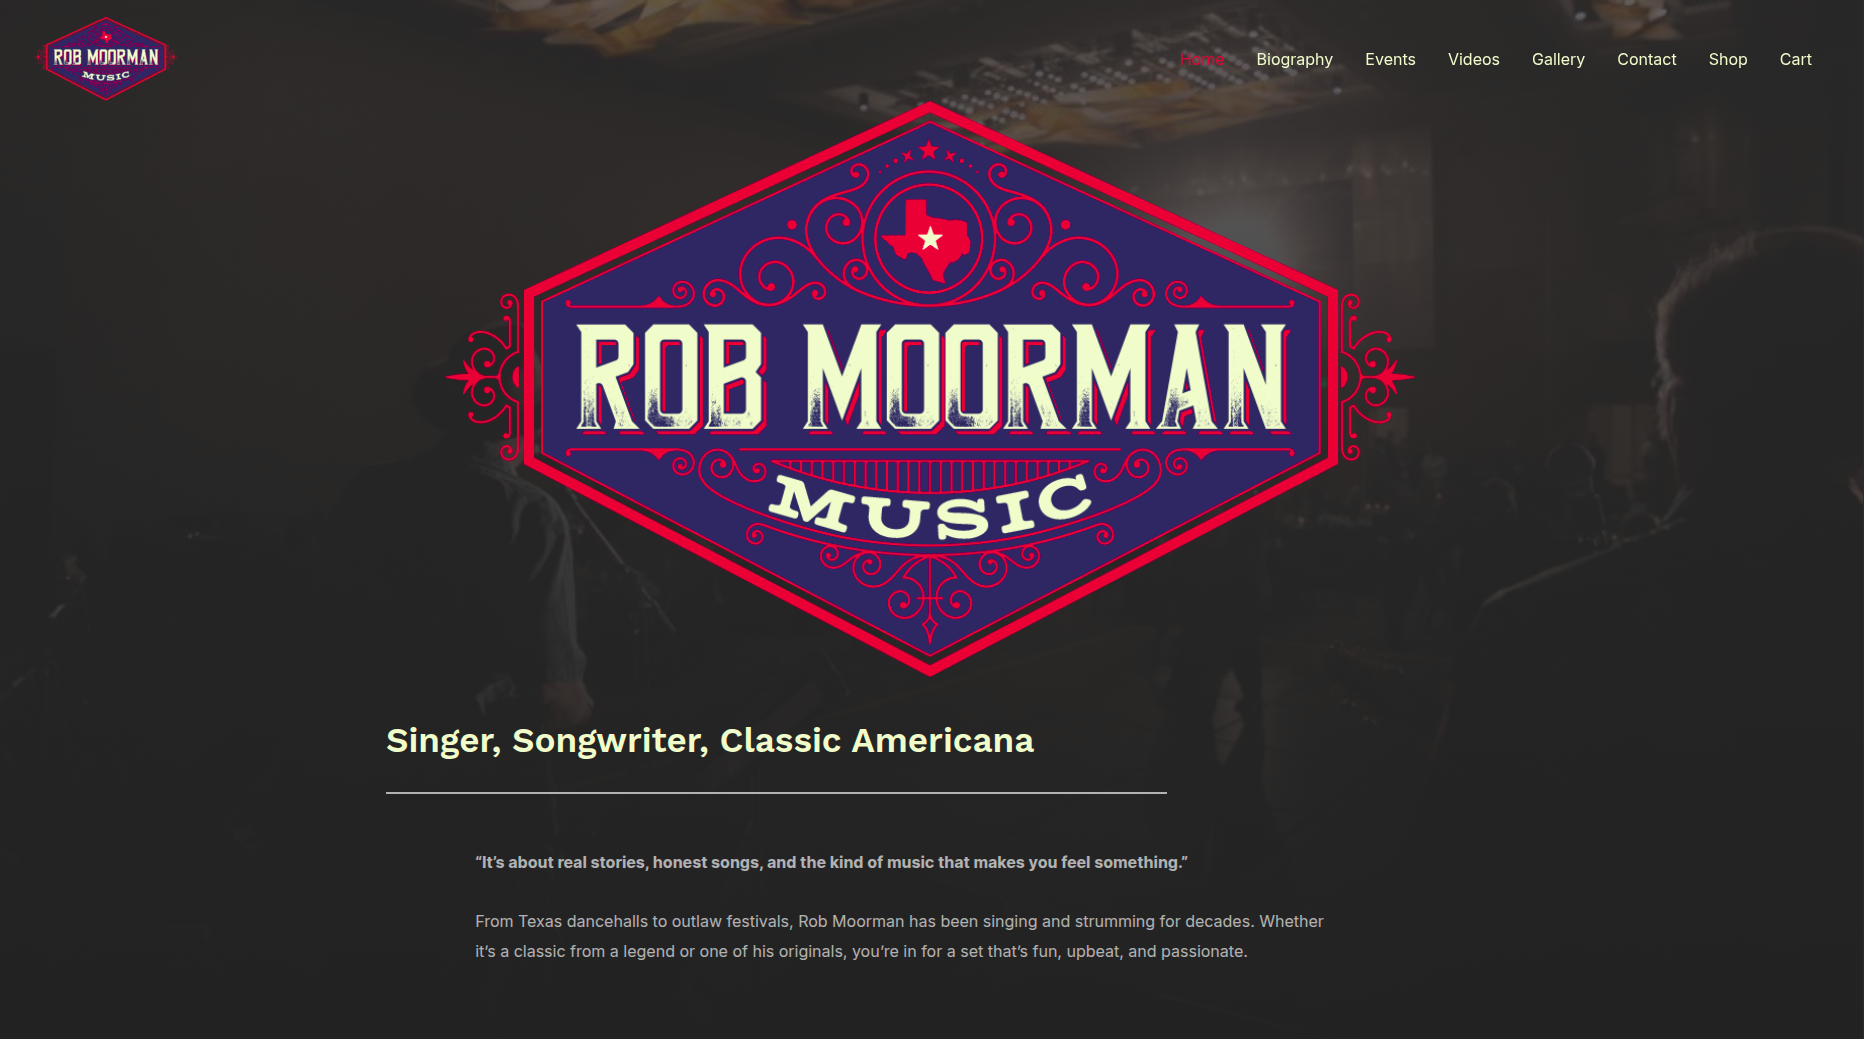 ROB MOORMAN
MUSIC
Home Biography Events Videos Gallery Contact Shop Cart
ROB MOORMAN
MUSIC
Singer, Songwriter, Classic Americana
“It’s about real stories, honest songs, and the kind of music that makes you feel something.”
From Texas dancehalls to outlaw festivals, Rob Moorman has been singing and strumming for decades. Whether
it’s a classic from a legend or one of his originals, you’re in for a set that’s fun, upbeat, and passionate.